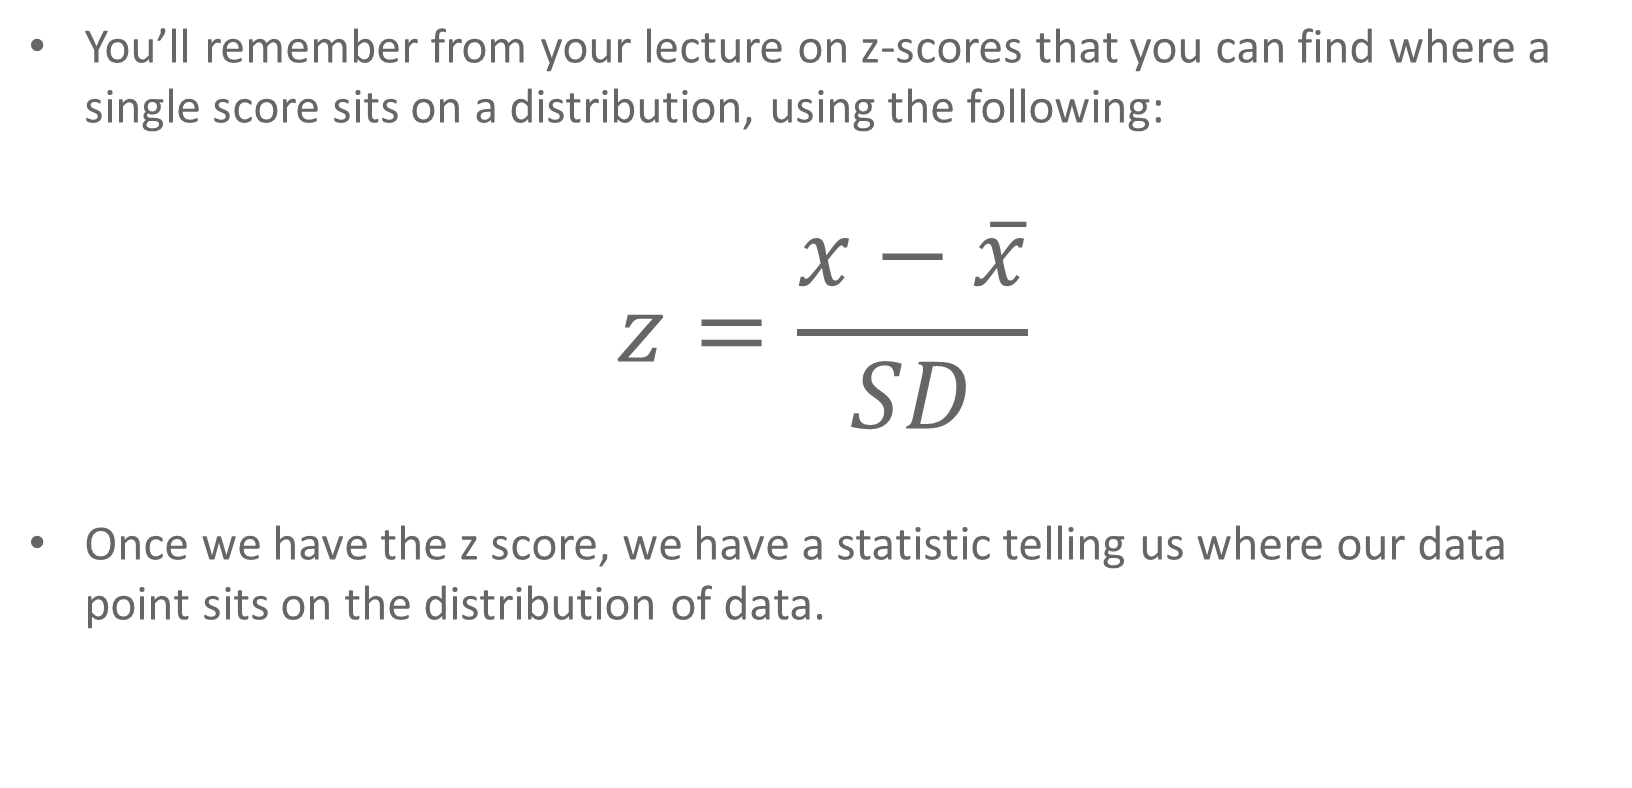 • You’ll remember from your lecture on z-scores that you can find where a
single score sits on a distribution, using the following:
z = (x − x̄) / SD
• Once we have the z score, we have a statistic telling us where our data
point sits on the distribution of data.